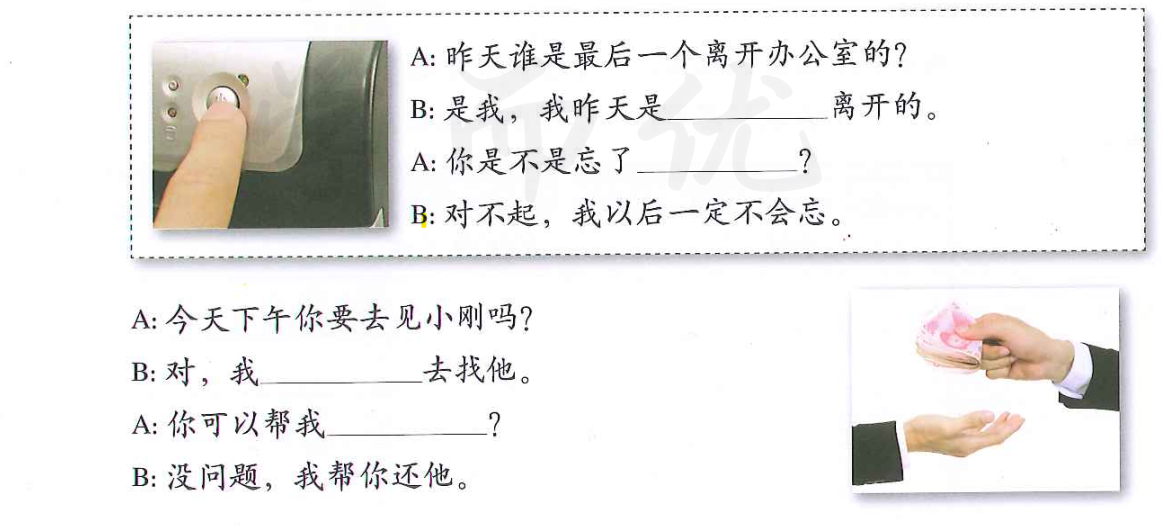 A: 昨天谁是最后一个离开办公室的?
B: 是我，我昨天是__________离开的。
A: 你是不是忘了__________?
B: 对不起，我以后一定不会忘。
A: 今天下午你要去见小刚吗?
B: 对，我__________去找他。
A: 你可以帮我__________?
B: 没问题，我帮你还他。